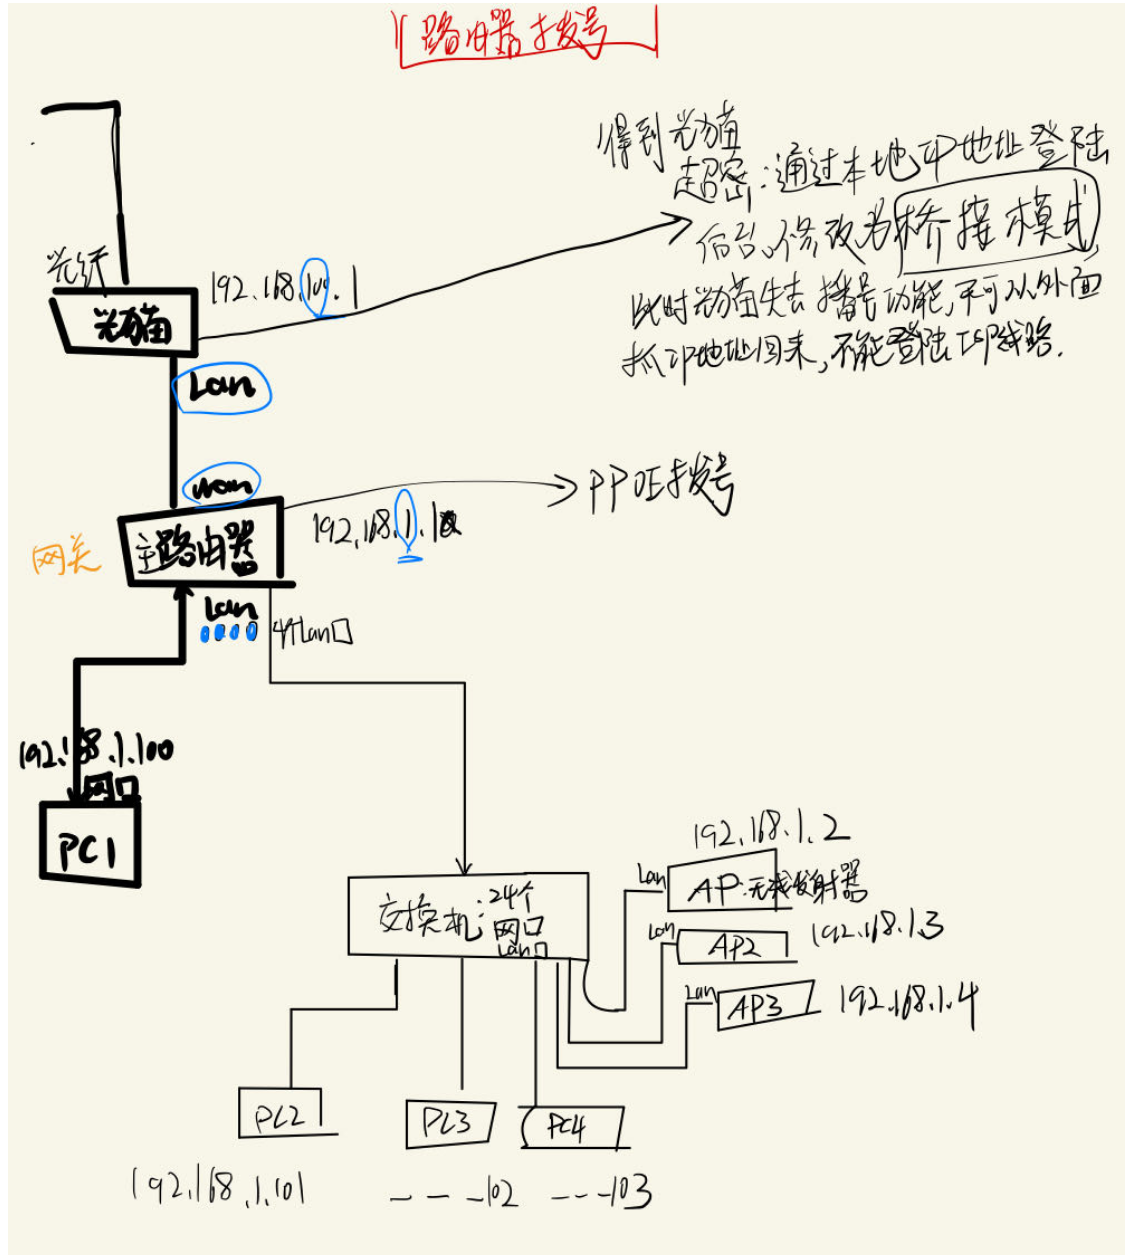 路由器拨号
得到光猫
超密:通过本地IP地址登陆
后台,修改为桥接模式
此时光猫失去播号功能,不可从外面
抓IP地址回来,不能登陆ISP线路.
光纤
192.168.100.1
光猫
Lan
wan
PPOE拨号
192.168.1.1
网关
主路由器
Lan
4个Lan口
192.168.1.100
网口
PC1
192.168.1.2
Lan
AP:无线发射器
交换机:24个
网口
Lan口
Lan
AP2
192.168.1.3
Lan
AP3
192.168.1.4
PC2
PC3
PC4
192.168.1.101
---102
---103